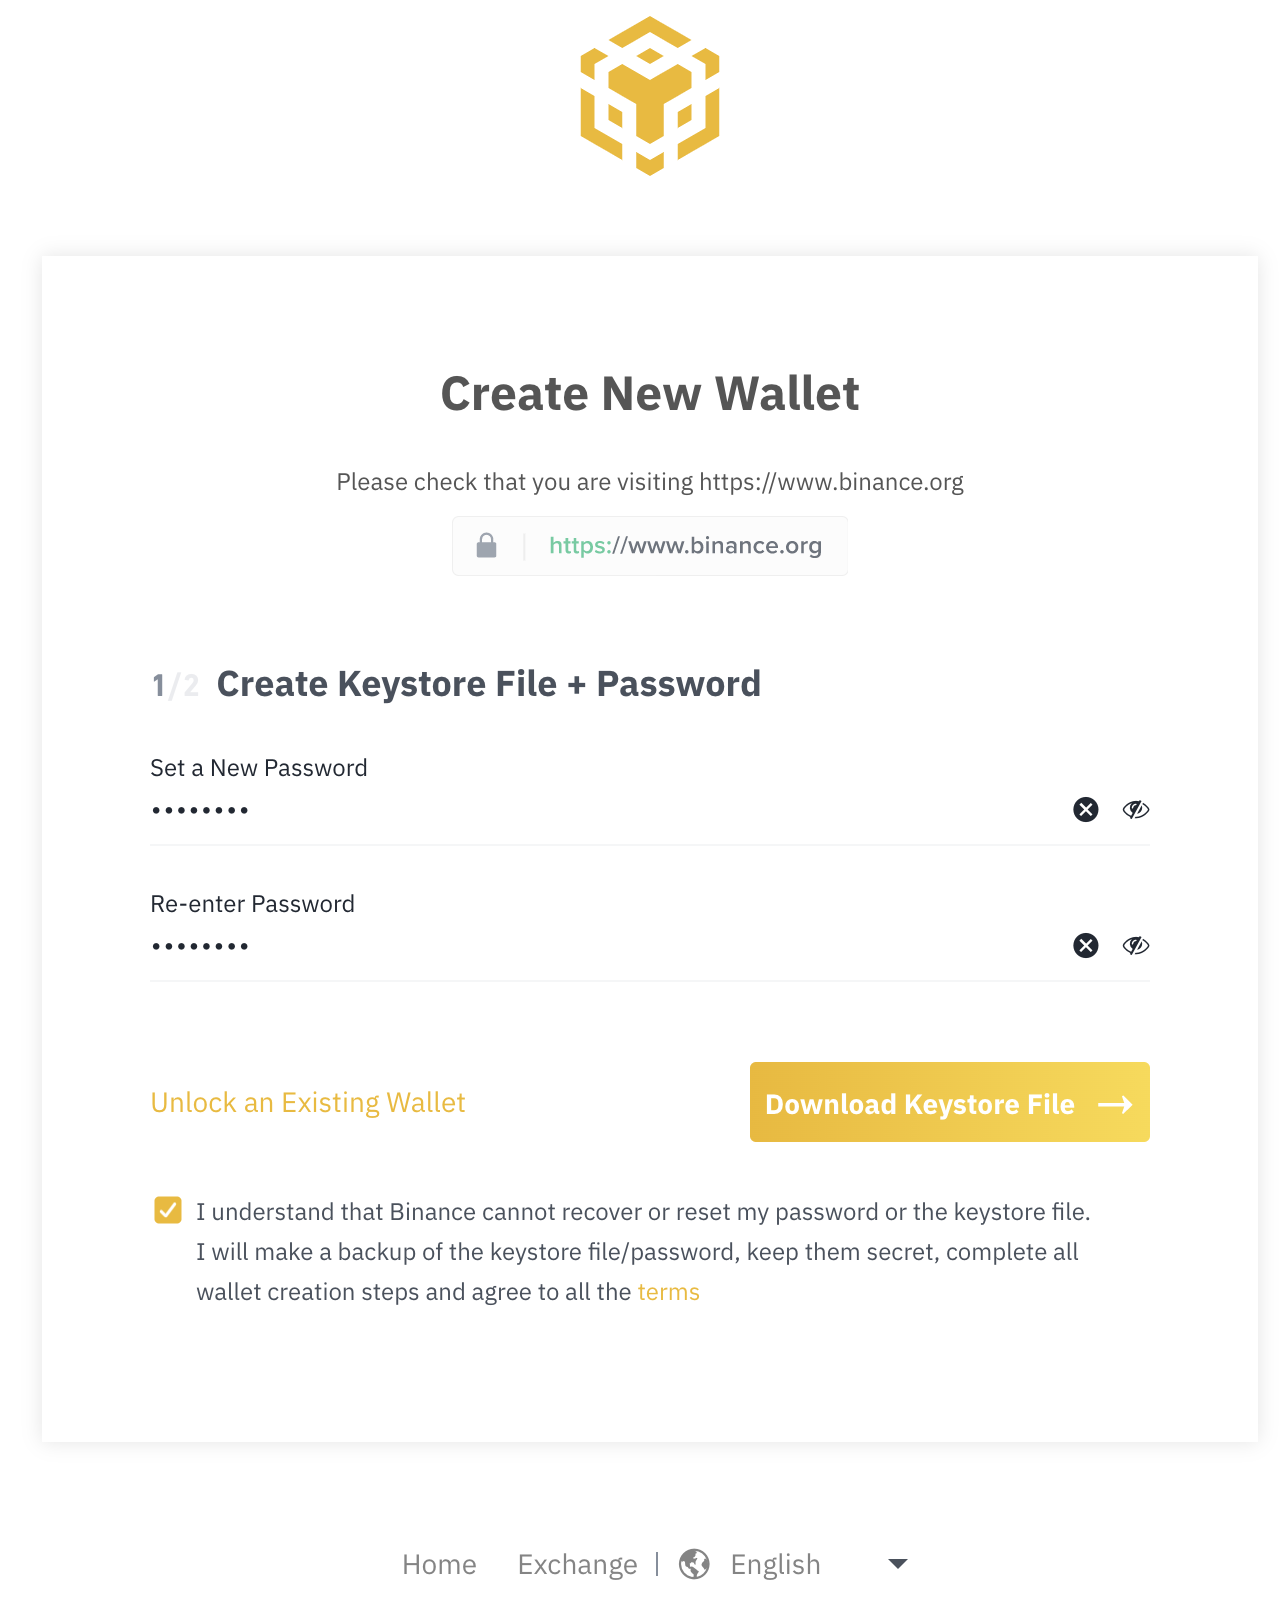 Create New Wallet
Please check that you are visiting https://www.binance.org
https://www.binance.org
1/2 Create Keystore File + Password
Set a New Password
••••••••
Re-enter Password
••••••••
Unlock an Existing Wallet
Download Keystore File →
I understand that Binance cannot recover or reset my password or the keystore file.
I will make a backup of the keystore file/password, keep them secret, complete all
wallet creation steps and agree to all the terms
Home Exchange | English